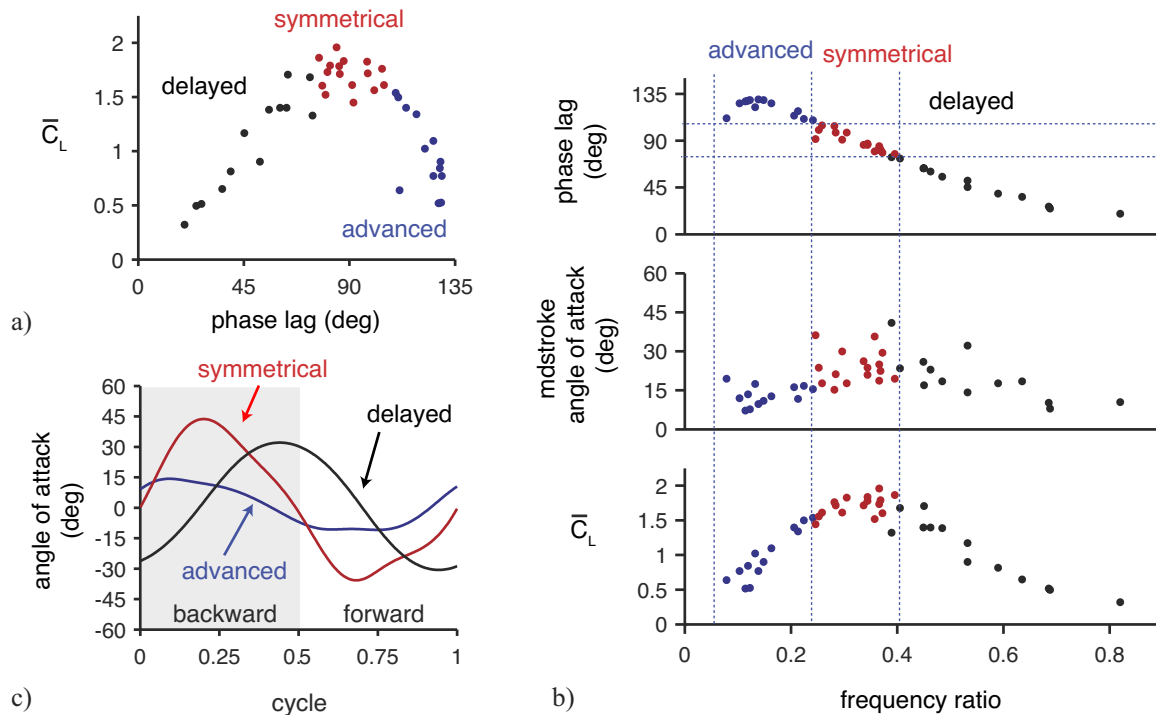 symmetrical
delayed
advanced
C̅L
2
1.5
1
0.5
0
0 45 90 135
phase lag (deg)
a)
symmetrical
delayed
advanced
backward forward
angle of attack
(deg)
60
45
30
15
0
-15
-30
-45
-60
0 0.25 0.5 0.75 1
cycle
c)
advanced symmetrical
delayed
phase lag
(deg)
135
90
45
0
mdstroke
angle of attack
(deg)
60
45
30
15
0
C̅L
2
1.5
1
0.5
0
0 0.2 0.4 0.6 0.8
frequency ratio
b)